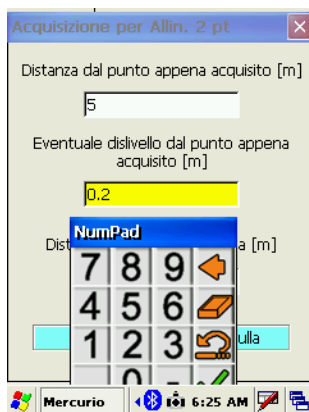 Acquisizione per Allin. 2 pt
Distanza dal punto appena acquisito [m]
5
Eventuale dislivello dal punto appena
acquisito [m]
0.2
NumPad
[m]
7 8 9
4 5 6
1 2 3
0 .
Mercurio
6:25 AM